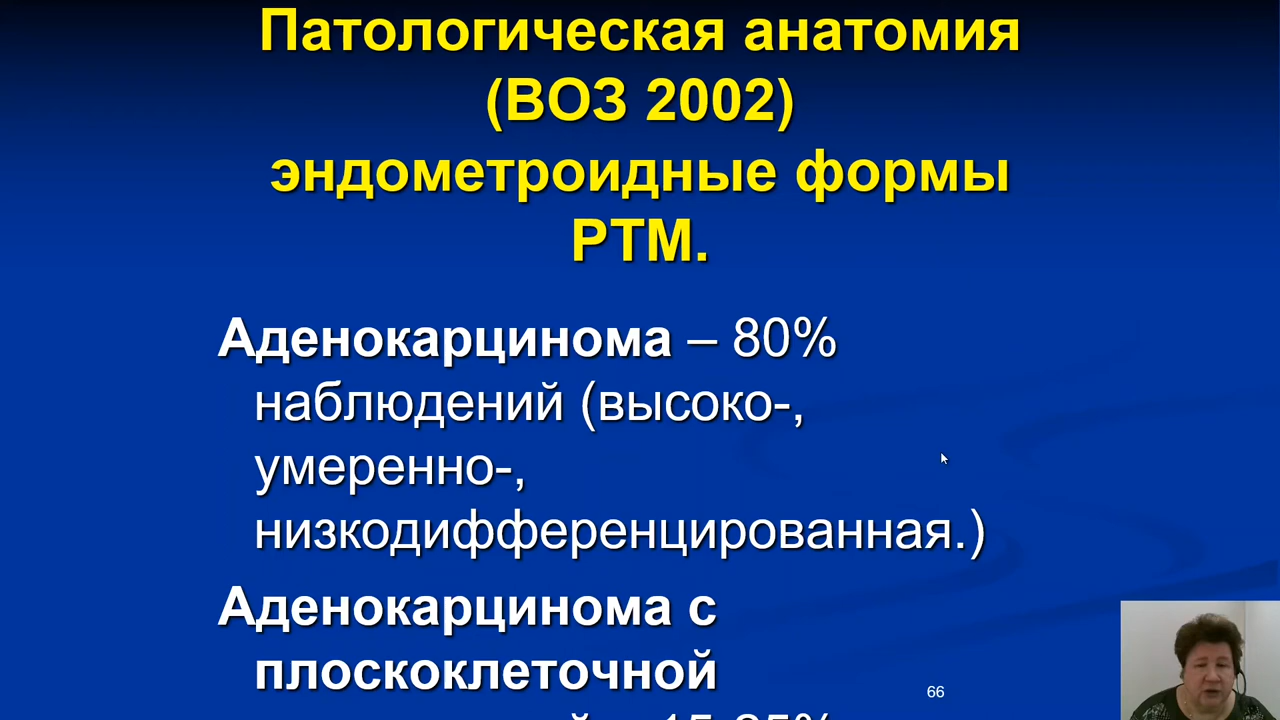 Патологическая анатомия
(ВОЗ 2002)
эндометроидные формы
РТМ.
Аденокарцинома – 80%
наблюдений (высоко-,
умеренно-,
низкодифференцированная.)
Аденокарцинома с
плоскоклеточной
66